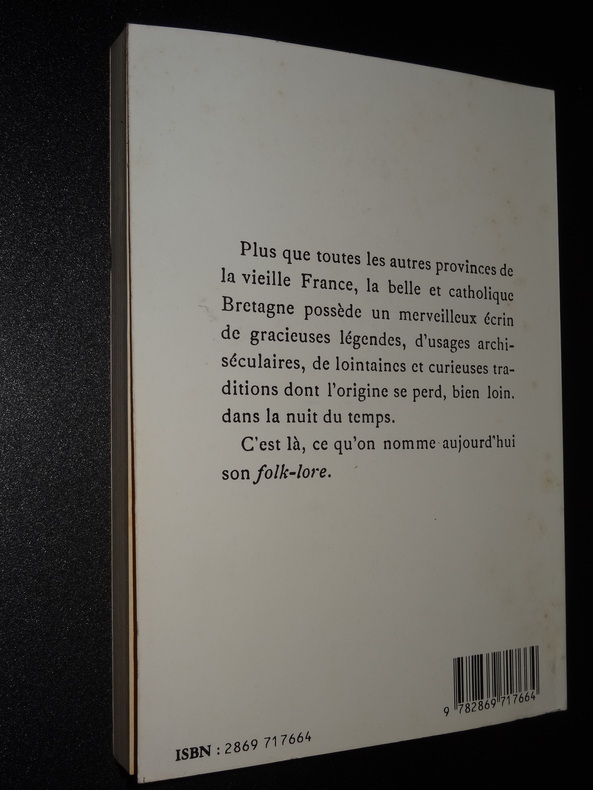 Plus que toutes les autres provinces de
la vieille France, la belle et catholique
Bretagne possède un merveilleux écrin
de gracieuses légendes, d'usages archi-
séculaires, de lointaines et curieuses tra-
ditions dont l'origine se perd, bien loin.
dans la nuit du temps.
C'est là, ce qu'on nomme aujourd'hui
son folk-lore.
9 782869 717664
ISBN : 2869 717664